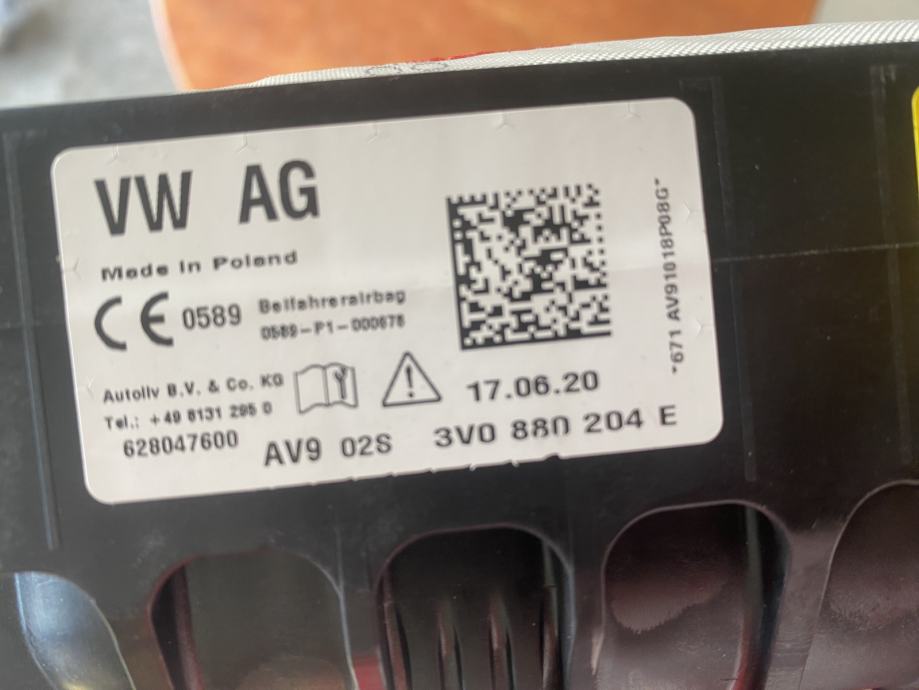 VW AG
Made In Poland
CE 0589 Beifahrerairbag
0589-P1-000676
Autoliv B.V. & Co. KG
Tel.: +49 8131 295 0
628047600
17.06.20
AV9 02S 3V0 880 204 E
*671 AV91018P08G*